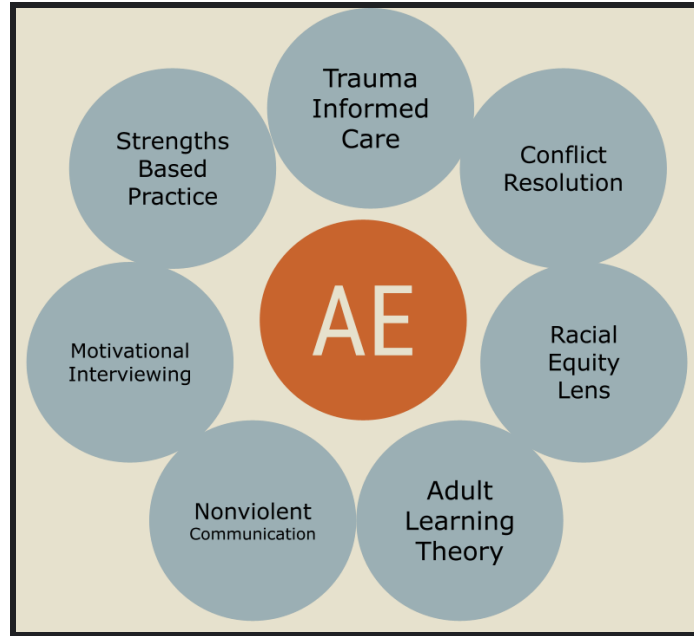 Trauma
Informed
Care
Conflict
Resolution
Racial
Equity
Lens
Adult
Learning
Theory
Nonviolent
Communication
Motivational
Interviewing
Strengths
Based
Practice
AE